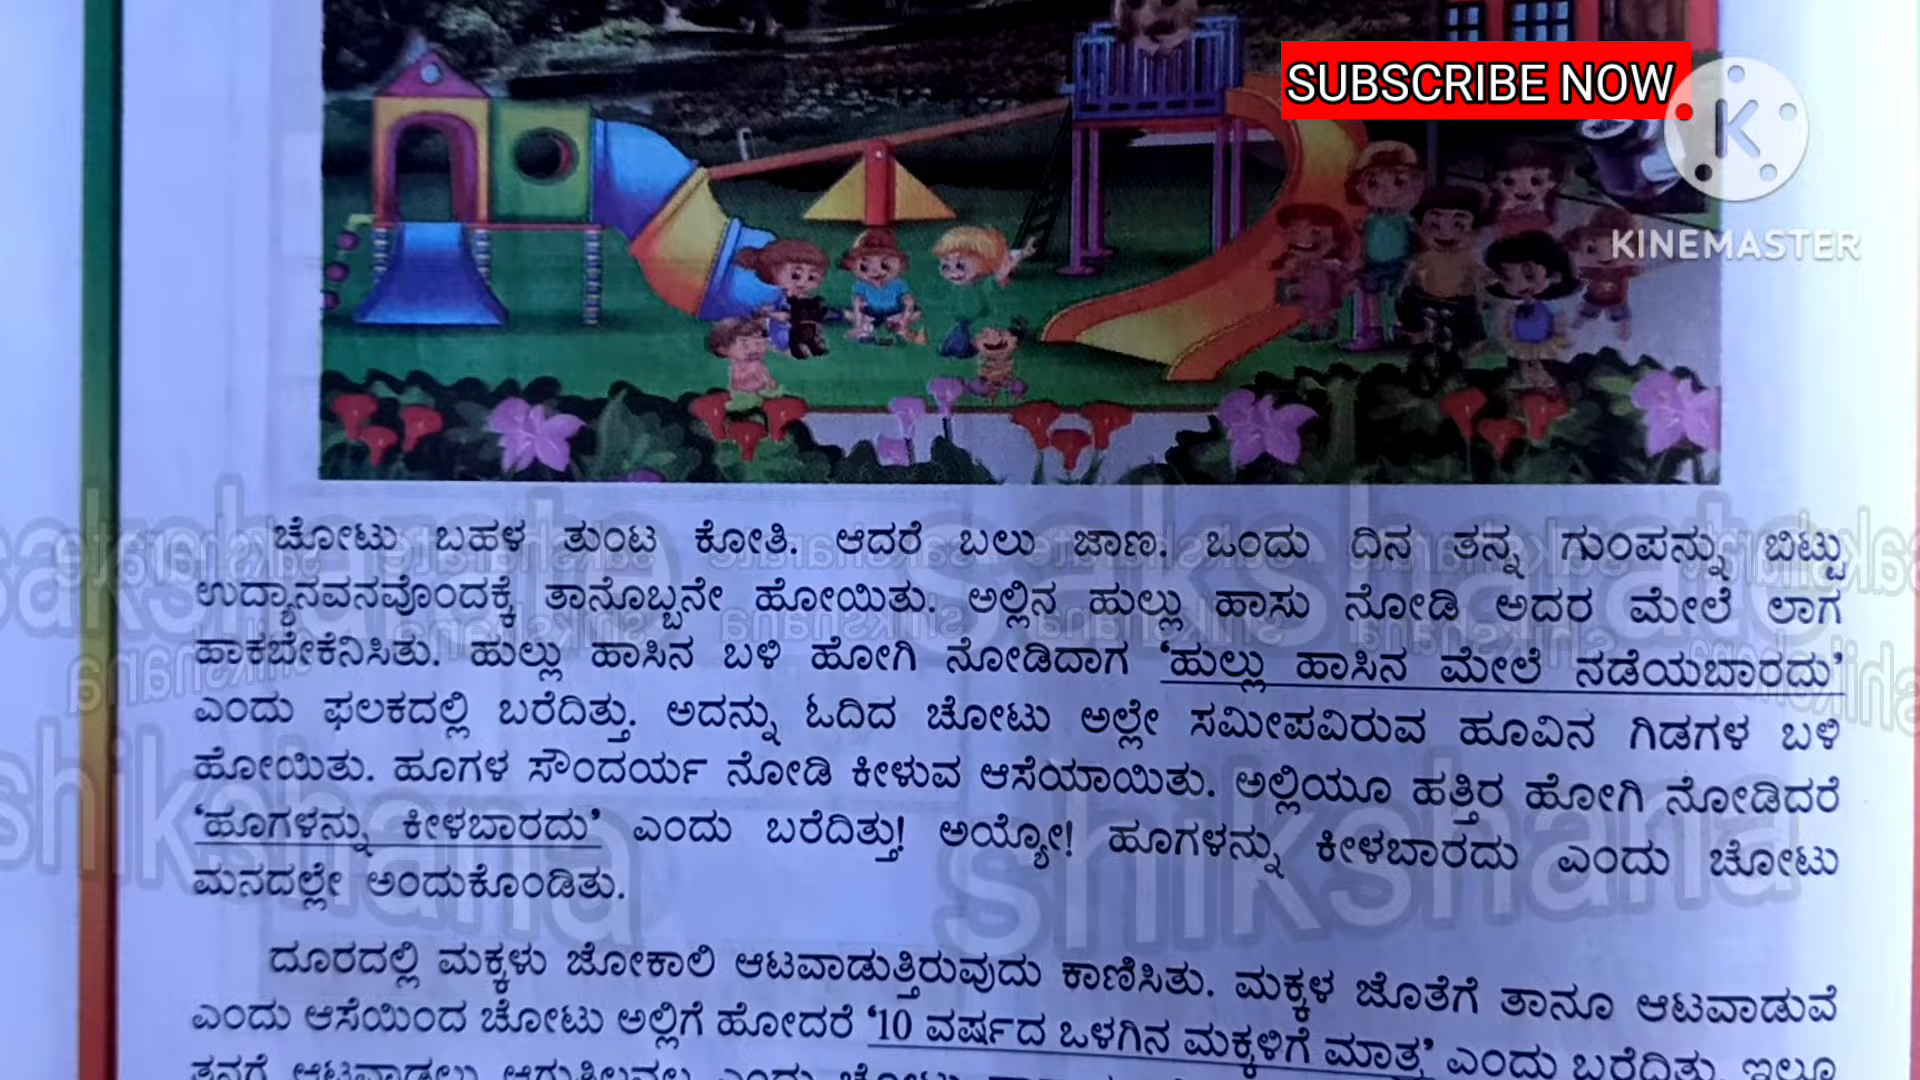 SUBSCRIBE NOW
K
KINEMASTER
ಚೋಟು ಬಹಳ ತುಂಟ ಕೋತಿ. ಆದರೆ ಬಲು ಜಾಣ. ಒಂದು ದಿನ ತನ್ನ ಗುಂಪನ್ನು ಬಿಟ್ಟು
ಉದ್ಯಾನವನವೊಂದಕ್ಕೆ ತಾನೊಬ್ಬನೇ ಹೋಯಿತು. ಅಲ್ಲಿನ ಹುಲ್ಲು ಹಾಸು ನೋಡಿ ಅದರ ಮೇಲೆ ಲಾಗ
ಹಾಕಬೇಕೆನಿಸಿತು. ಹುಲ್ಲು ಹಾಸಿನ ಬಳಿ ಹೋಗಿ ನೋಡಿದಾಗ ‘ಹುಲ್ಲು ಹಾಸಿನ ಮೇಲೆ ನಡೆಯಬಾರದು’
ಎಂದು ಫಲಕದಲ್ಲಿ ಬರೆದಿತ್ತು. ಅದನ್ನು ಓದಿದ ಚೋಟು ಅಲ್ಲೇ ಸಮೀಪವಿರುವ ಹೂವಿನ ಗಿಡಗಳ ಬಳಿ
ಹೋಯಿತು. ಹೂಗಳ ಸೌಂದರ್ಯ ನೋಡಿ ಕೀಳುವ ಆಸೆಯಾಯಿತು. ಅಲ್ಲಿಯೂ ಹತ್ತಿರ ಹೋಗಿ ನೋಡಿದರೆ
‘ಹೂಗಳನ್ನು ಕೀಳಬಾರದು’ ಎಂದು ಬರೆದಿತ್ತು! ಅಯ್ಯೋ! ಹೂಗಳನ್ನು ಕೀಳಬಾರದು ಎಂದು ಚೋಟು
ಮನದಲ್ಲೇ ಅಂದುಕೊಂಡಿತು.
ದೂರದಲ್ಲಿ ಮಕ್ಕಳು ಜೋಕಾಲಿ ಆಟವಾಡುತ್ತಿರುವುದು ಕಾಣಿಸಿತು. ಮಕ್ಕಳ ಜೊತೆಗೆ ತಾನೂ ಆಟವಾಡುವೆ
ಎಂದು ಆಸೆಯಿಂದ ಚೋಟು ಅಲ್ಲಿಗೆ ಹೋದರೆ ‘10 ವರ್ಷದ ಒಳಗಿನ ಮಕ್ಕಳಿಗೆ ಮಾತ್ರ’ ಎಂದು ಬರೆದಿತ್ತು. ಇಲ್ಲೂ
saksharate
shikshana